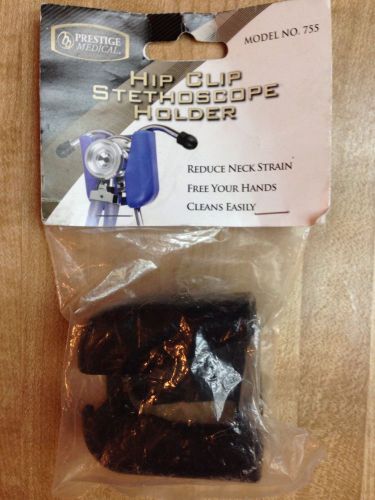 PRESTIGE
MEDICAL®
MODEL NO. 755
HIP CLIP
STETHOSCOPE
HOLDER
REDUCE NECK STRAIN
FREE YOUR HANDS
CLEANS EASILY